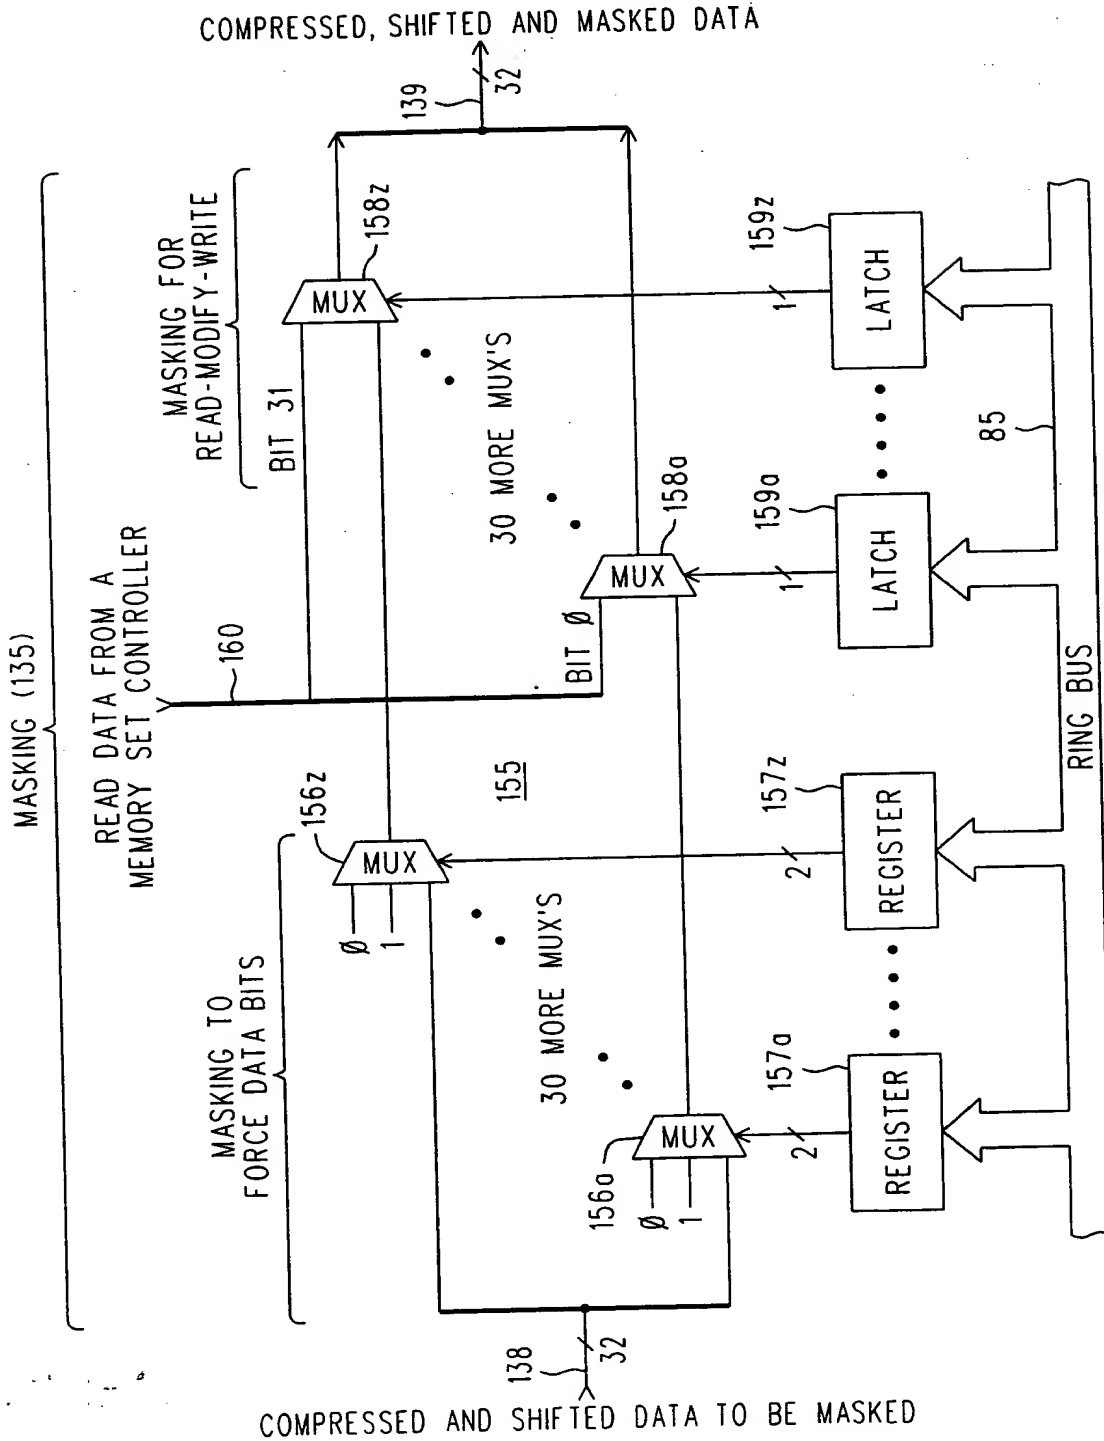 MASKING (135)
READ DATA FROM A
MEMORY SET CONTROLLER
MASKING TO
FORCE DATA BITS
MASKING FOR
READ-MODIFY-WRITE
160
BIT 31
156z
MUX
Ø
1
MUX
158z
30 MORE MUX'S
155
BIT Ø
30 MORE MUX'S
COMPRESSED AND SHIFTED DATA TO BE MASKED
138
32
139
32
COMPRESSED, SHIFTED AND MASKED DATA
156a
MUX
Ø
1
MUX
158a
2
2
1
1
157a
REGISTER
157z
REGISTER
159a
LATCH
159z
LATCH
85
RING BUS